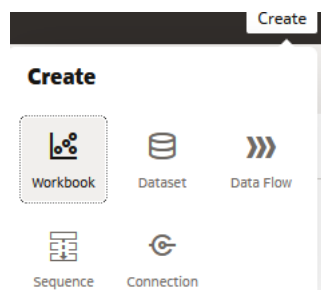 Create
Create
Workbook
Dataset
Data Flow
Sequence
Connection